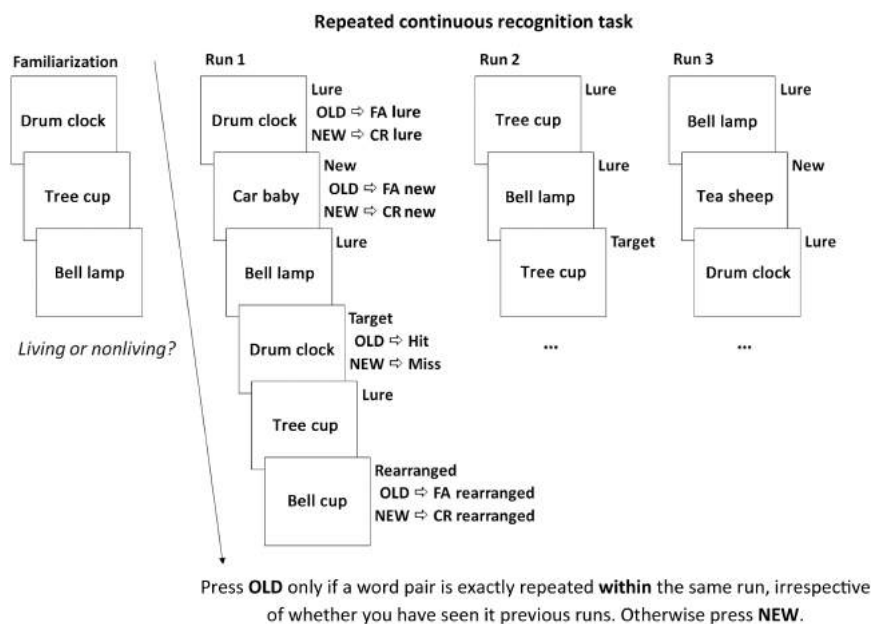 Repeated continuous recognition task
Familiarization
Drum clock
Tree cup
Bell lamp
Living or nonliving?
Run 1
Lure
Drum clock
OLD ⇨ FA lure
NEW ⇨ CR lure
New
Car baby
OLD ⇨ FA new
NEW ⇨ CR new
Lure
Bell lamp
Target
Drum clock
OLD ⇨ Hit
NEW ⇨ Miss
Lure
Tree cup
Rearranged
Bell cup
OLD ⇨ FA rearranged
NEW ⇨ CR rearranged
Run 2
Lure
Tree cup
Lure
Bell lamp
Target
Tree cup
...
Run 3
Lure
Bell lamp
New
Tea sheep
Lure
Drum clock
...
Press OLD only if a word pair is exactly repeated within the same run, irrespective
of whether you have seen it previous runs. Otherwise press NEW.